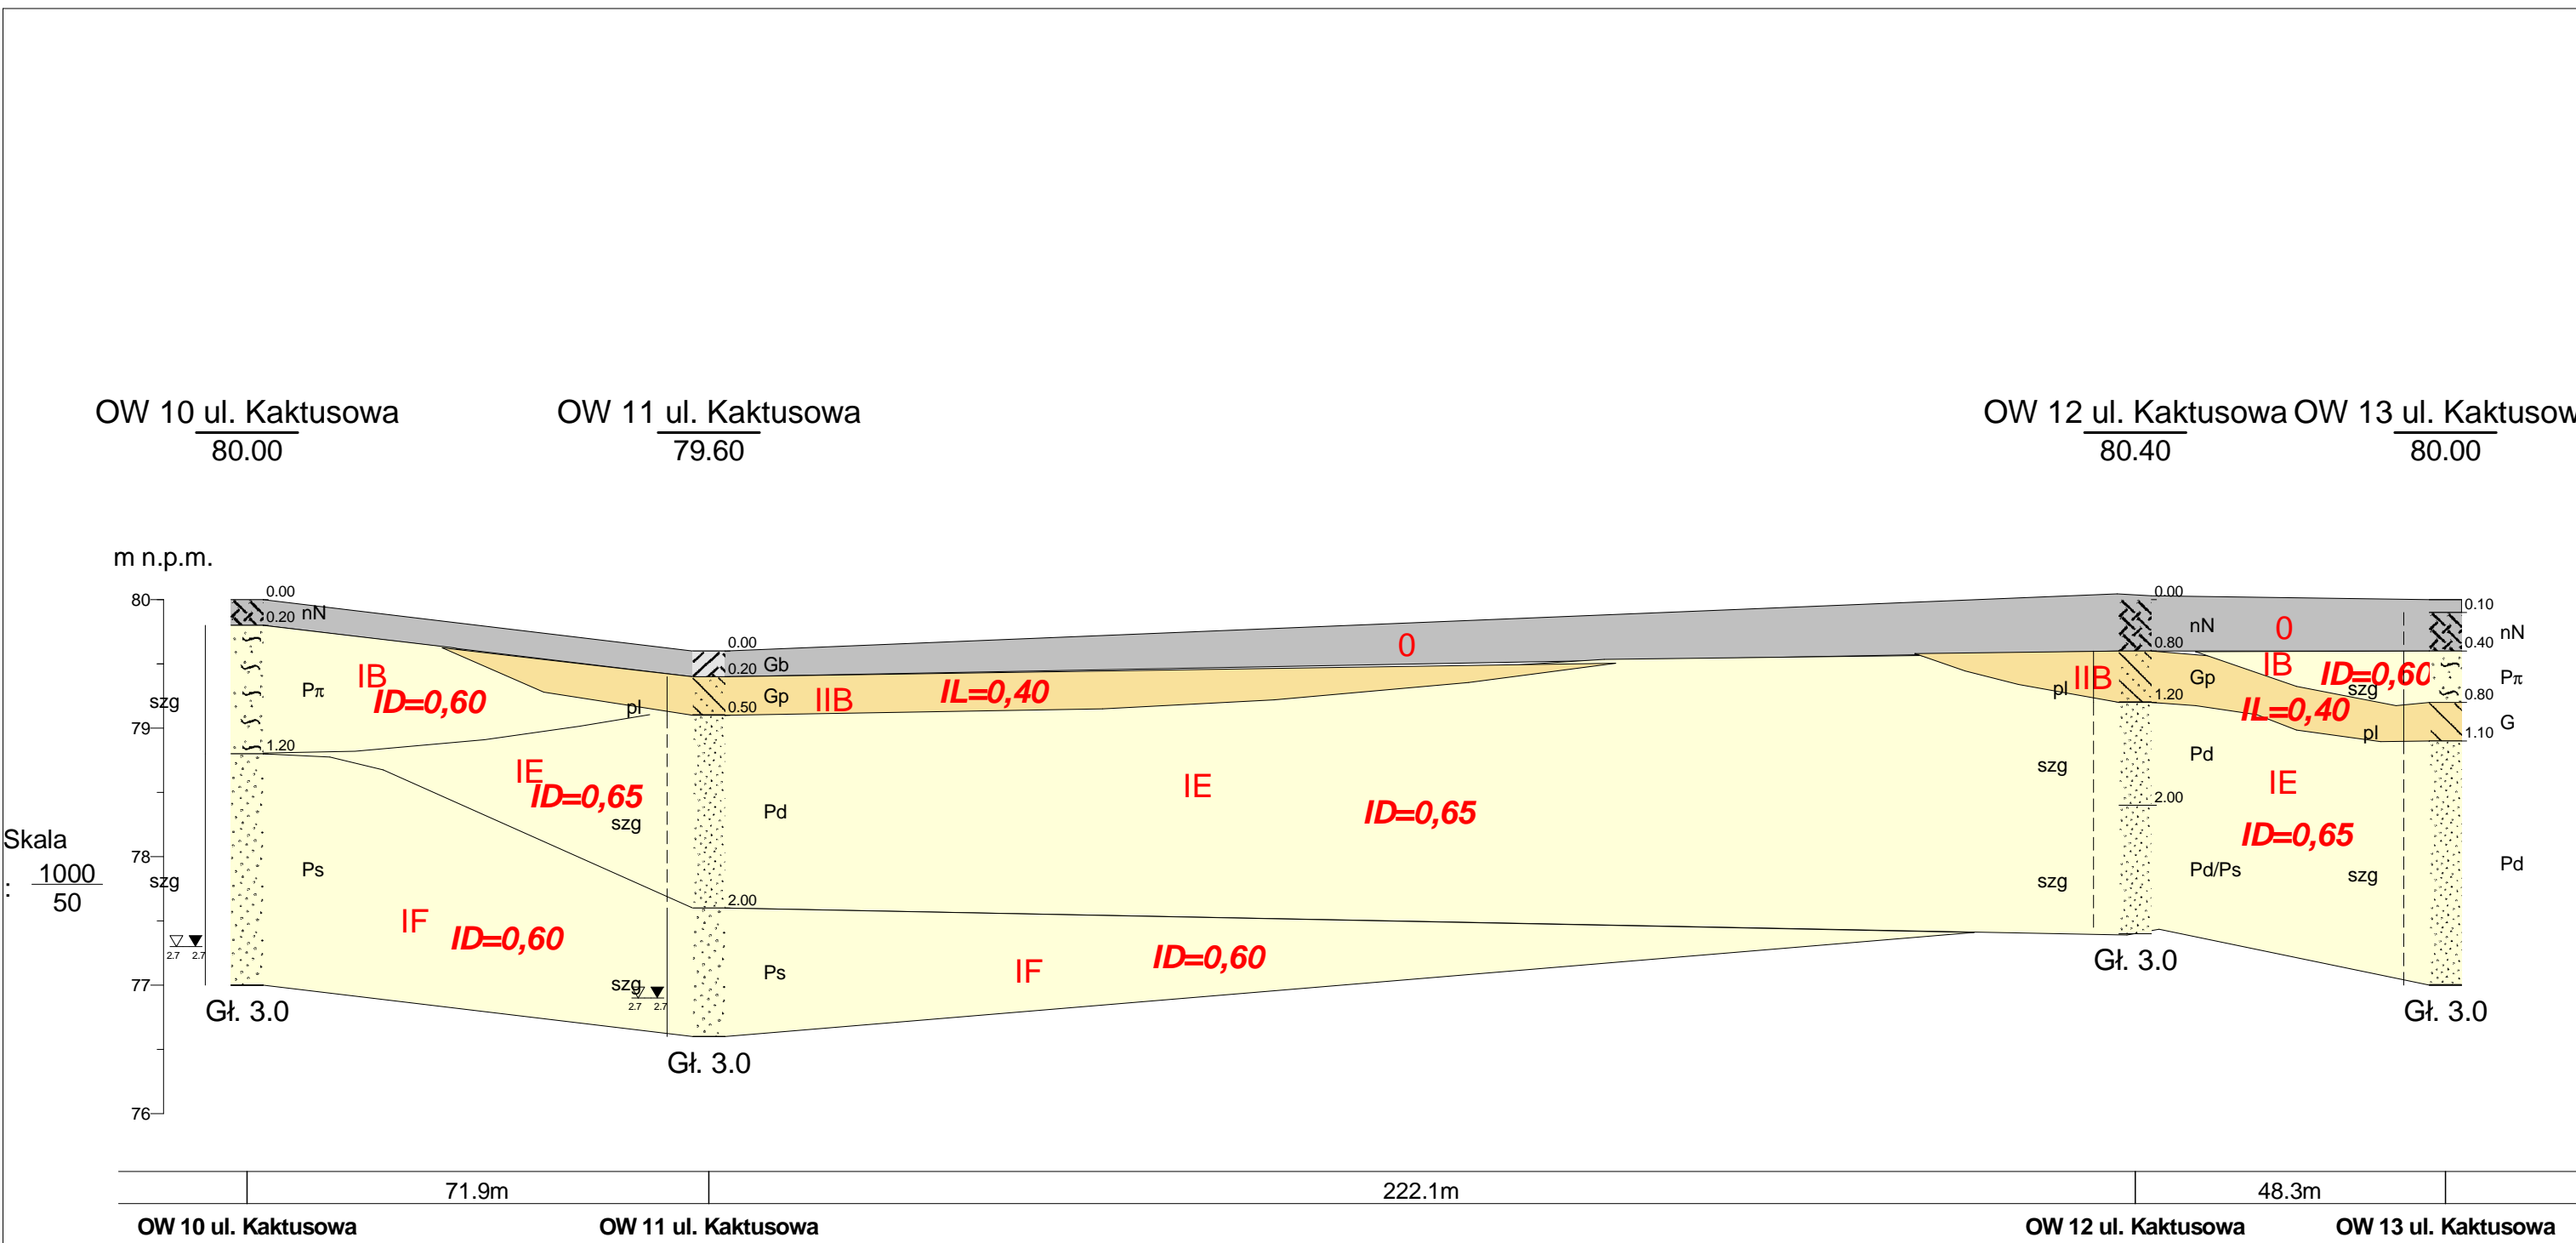 OW 10 ul. Kaktusowa OW 11 ul. Kaktusowa OW 12 ul. Kaktusowa OW 13 ul. Kaktusow
80.00 79.60 80.40 80.00
m n.p.m.
80
79
78
77
76
Skala
: 1000
50
szg
szg
2.7 2.7
0.00
0.20 nN
Pπ
IB
ID=0,60
1.20
Ps
IF
ID=0,60
Gł. 3.0
IE
ID=0,65
pl
szg
szg
2.7 2.7
0.00
0.20 Gb
Gp
0.50
IIB
IL=0,40
Pd
2.00
Ps
Gł. 3.0
0
IE
ID=0,65
IF
ID=0,60
pl
IIB
szg
szg
0.00
nN
0.80
Gp
1.20
Pd
2.00
Pd/Ps
Gł. 3.0
0
IB
ID=0,60
szg
IL=0,40
pl
IE
ID=0,65
szg
0.10
0.40 nN
Pπ
0.80
G
1.10
Pd
Gł. 3.0
71.9m 222.1m 48.3m
OW 10 ul. Kaktusowa OW 11 ul. Kaktusowa OW 12 ul. Kaktusowa OW 13 ul. Kaktusowa